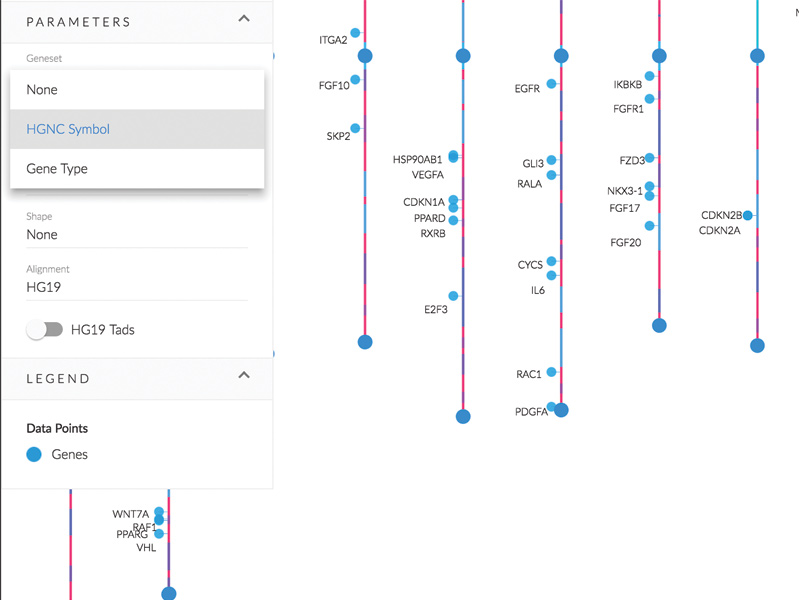 PARAMETERS
Geneset
None
HGNC Symbol
Gene Type
Shape
None
Alignment
HG19
HG19 Tads
LEGEND
Data Points
Genes
ITGA2
FGF10
SKP2
HSP90AB1
VEGFA
CDKN1A
PPARD
RXRB
E2F3
EGFR
GLI3
RALA
CYCS
IL6
RAC1
PDGFA
IKBKB
FGFR1
FZD3
NKX3-1
FGF17
FGF20
CDKN2B
CDKN2A
WNT7A
RAF1
PPARG
VHL